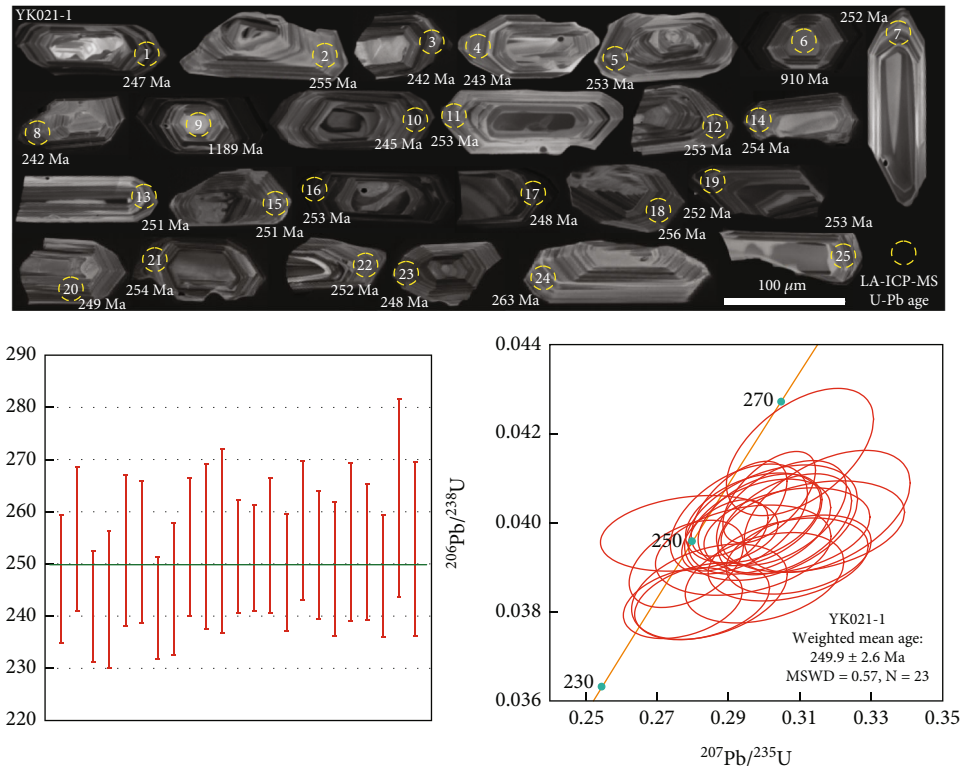 YK021-1
1
247 Ma
2
255 Ma
3
242 Ma
4
243 Ma
5
253 Ma
6
910 Ma
252 Ma
7
8
242 Ma
9
1189 Ma
10
245 Ma
11
253 Ma
12
253 Ma
14
254 Ma
13
251 Ma
15
251 Ma
16
253 Ma
17
248 Ma
18
256 Ma
19
252 Ma
253 Ma
20
249 Ma
21
254 Ma
22
252 Ma
23
248 Ma
24
263 Ma
25
100 µm
LA-ICP-MS
U-Pb age
290
280
270
260
250
240
230
220
0.044
0.042
0.040
0.038
0.036
²⁰⁶Pb/²³⁸U
270
250
230
YK021-1
Weighted mean age:
249.9 ± 2.6 Ma
MSWD = 0.57, N = 23
0.25 0.27 0.29 0.31 0.33 0.35
²⁰⁷Pb/²³⁵U